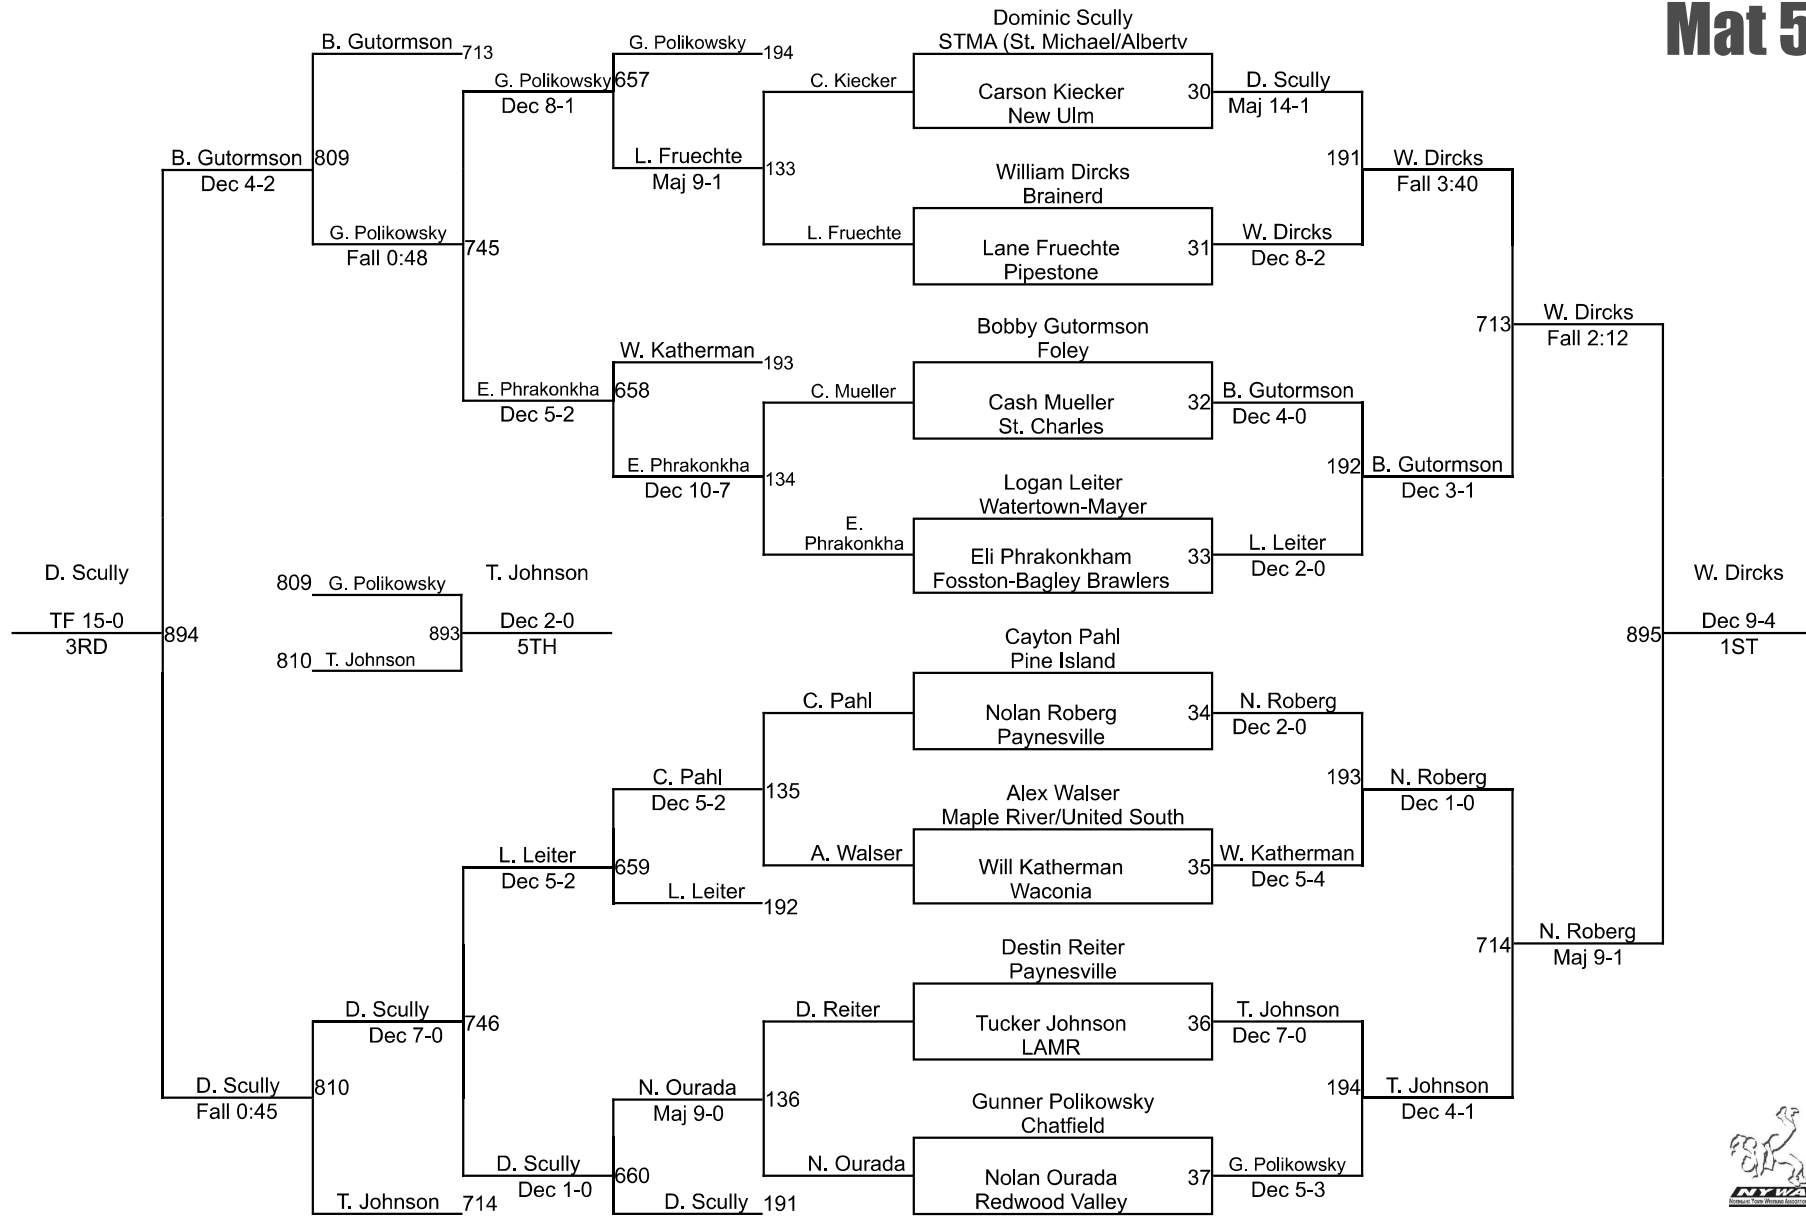 Mat 5
Dominic Scully
STMA (St. Michael/Albertv
B. Gutormson 713
G. Polikowsky 194
G. Polikowsky 657
Dec 8-1
C. Kiecker
Carson Kiecker 30
New Ulm
D. Scully
Maj 14-1
B. Gutormson 809
Dec 4-2
L. Fruechte 133
Maj 9-1
William Dircks
Brainerd
191 W. Dircks
Fall 3:40
G. Polikowsky 745
Fall 0:48
L. Fruechte
Lane Fruechte 31
Pipestone
W. Dircks
Dec 8-2
Bobby Gutormson
Foley
713 W. Dircks
Fall 2:12
W. Katherman 193
E. Phrakonkha 658
Dec 5-2
C. Mueller
Cash Mueller 32
St. Charles
B. Gutormson
Dec 4-0
E. Phrakonkha 134
Dec 10-7
Logan Leiter
Watertown-Mayer
192 B. Gutormson
Dec 3-1
E.
Phrakonkha
Eli Phrakonkham 33
Fosston-Bagley Brawlers
L. Leiter
Dec 2-0
D. Scully
TF 15-0 894
3RD
809 G. Polikowsky
810 T. Johnson
893
T. Johnson
Dec 2-0
5TH
W. Dircks
895 Dec 9-4
1ST
Cayton Pahl
Pine Island
C. Pahl
Nolan Roberg 34
Paynesville
N. Roberg
Dec 2-0
C. Pahl 135
Dec 5-2
Alex Walser
Maple River/United South
193 N. Roberg
Dec 1-0
L. Leiter 659
Dec 5-2
A. Walser
Will Katherman 35
Waconia
W. Katherman
Dec 5-4
L. Leiter 192
Destin Reiter
Paynesville
714 N. Roberg
Maj 9-1
D. Scully 746
Dec 7-0
D. Reiter
Tucker Johnson 36
LAMR
T. Johnson
Dec 7-0
D. Scully 810
Fall 0:45
N. Ourada 136
Maj 9-0
Gunner Polikowsky
Chatfield
194 T. Johnson
Dec 4-1
D. Scully 660
Dec 1-0
N. Ourada
Nolan Ourada 37
Redwood Valley
G. Polikowsky
Dec 5-3
T. Johnson 714
D. Scully 191
NYWA